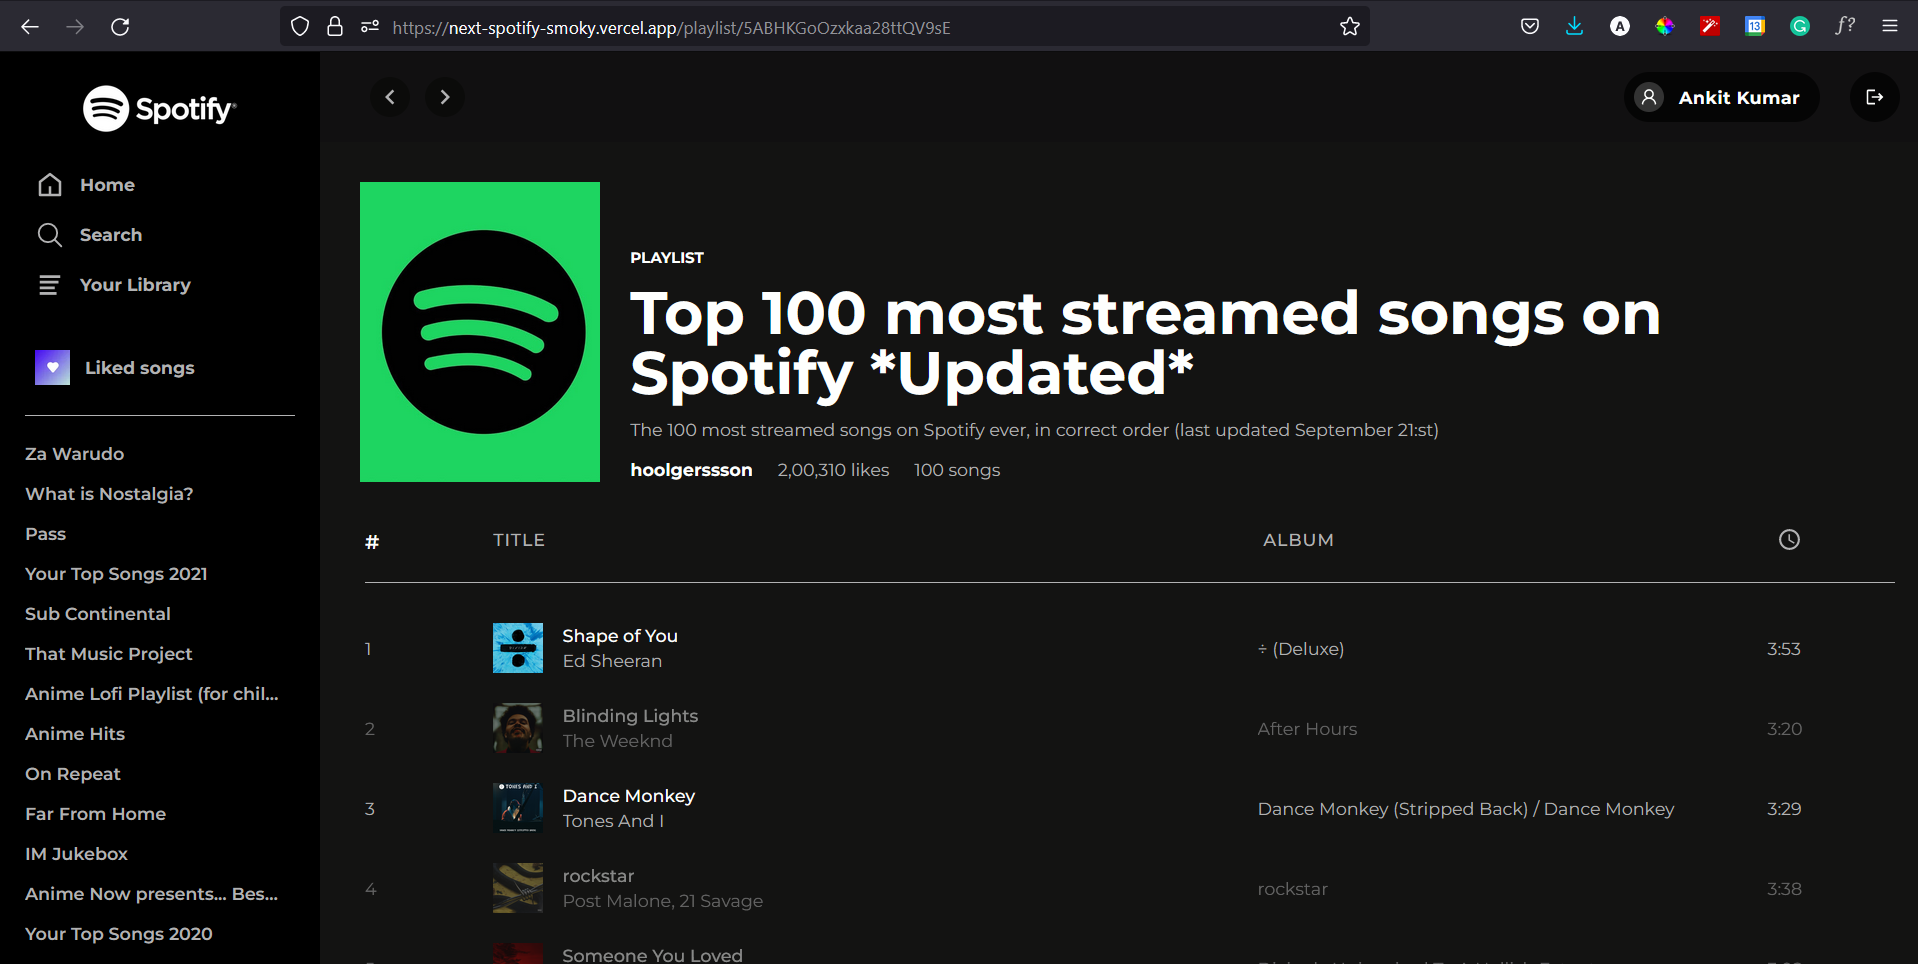 https://next-spotify-smoky.vercel.app/playlist/5ABHKGoOzxkaa28ttQV9sE
A
13
G
f?
Spotify®
Ankit Kumar
Home
Search
Your Library
Liked songs
Za Warudo
What is Nostalgia?
Pass
Your Top Songs 2021
Sub Continental
That Music Project
Anime Lofi Playlist (for chil...
Anime Hits
On Repeat
Far From Home
IM Jukebox
Anime Now presents... Bes...
Your Top Songs 2020
PLAYLIST
Top 100 most streamed songs on
Spotify *Updated*
The 100 most streamed songs on Spotify ever, in correct order (last updated September 21:st)
hoolgerssson 2,00,310 likes 100 songs
# TITLE ALBUM
1 Shape of You ÷ (Deluxe) 3:53
Ed Sheeran
2 Blinding Lights After Hours 3:20
The Weeknd
TONES AND I
3 Dance Monkey Dance Monkey (Stripped Back) / Dance Monkey 3:29
Tones And I
4 rockstar rockstar 3:38
Post Malone, 21 Savage
Someone You Loved